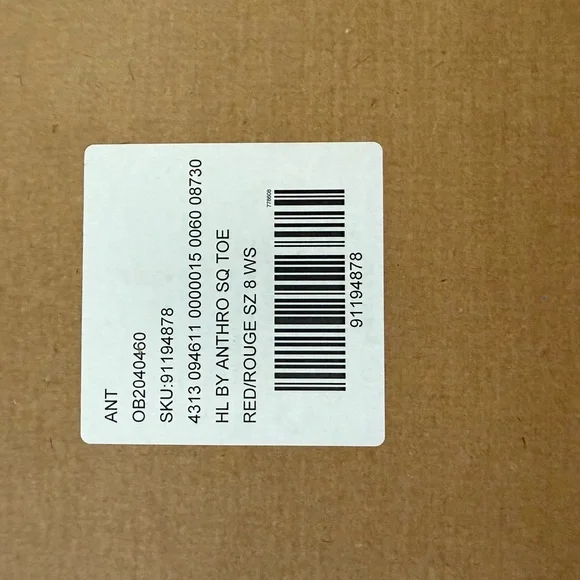 ANT
OB2040460
SKU:91194878
4313 094611 0000015 0060 08730
HL BY ANTHRO SQ TOE
RED/ROUGE SZ 8 WS
778608
91194878